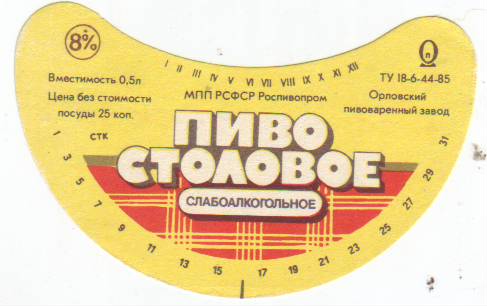 8%
I II III IV V VI VII VIII IX X XI XII
Вместимость 0,5л
Цена без стоимости
посуды 25 коп.
СТК
МПП РСФСР Роспивопром
ТУ 18-6-44-85
Орловский
пивоваренный завод
ПИВО
СТОЛОВОЕ
СЛАБОАЛКОГОЛЬНОЕ
1 3 5 7 9 11 13 15 17 19 21 23 25 27 29 31